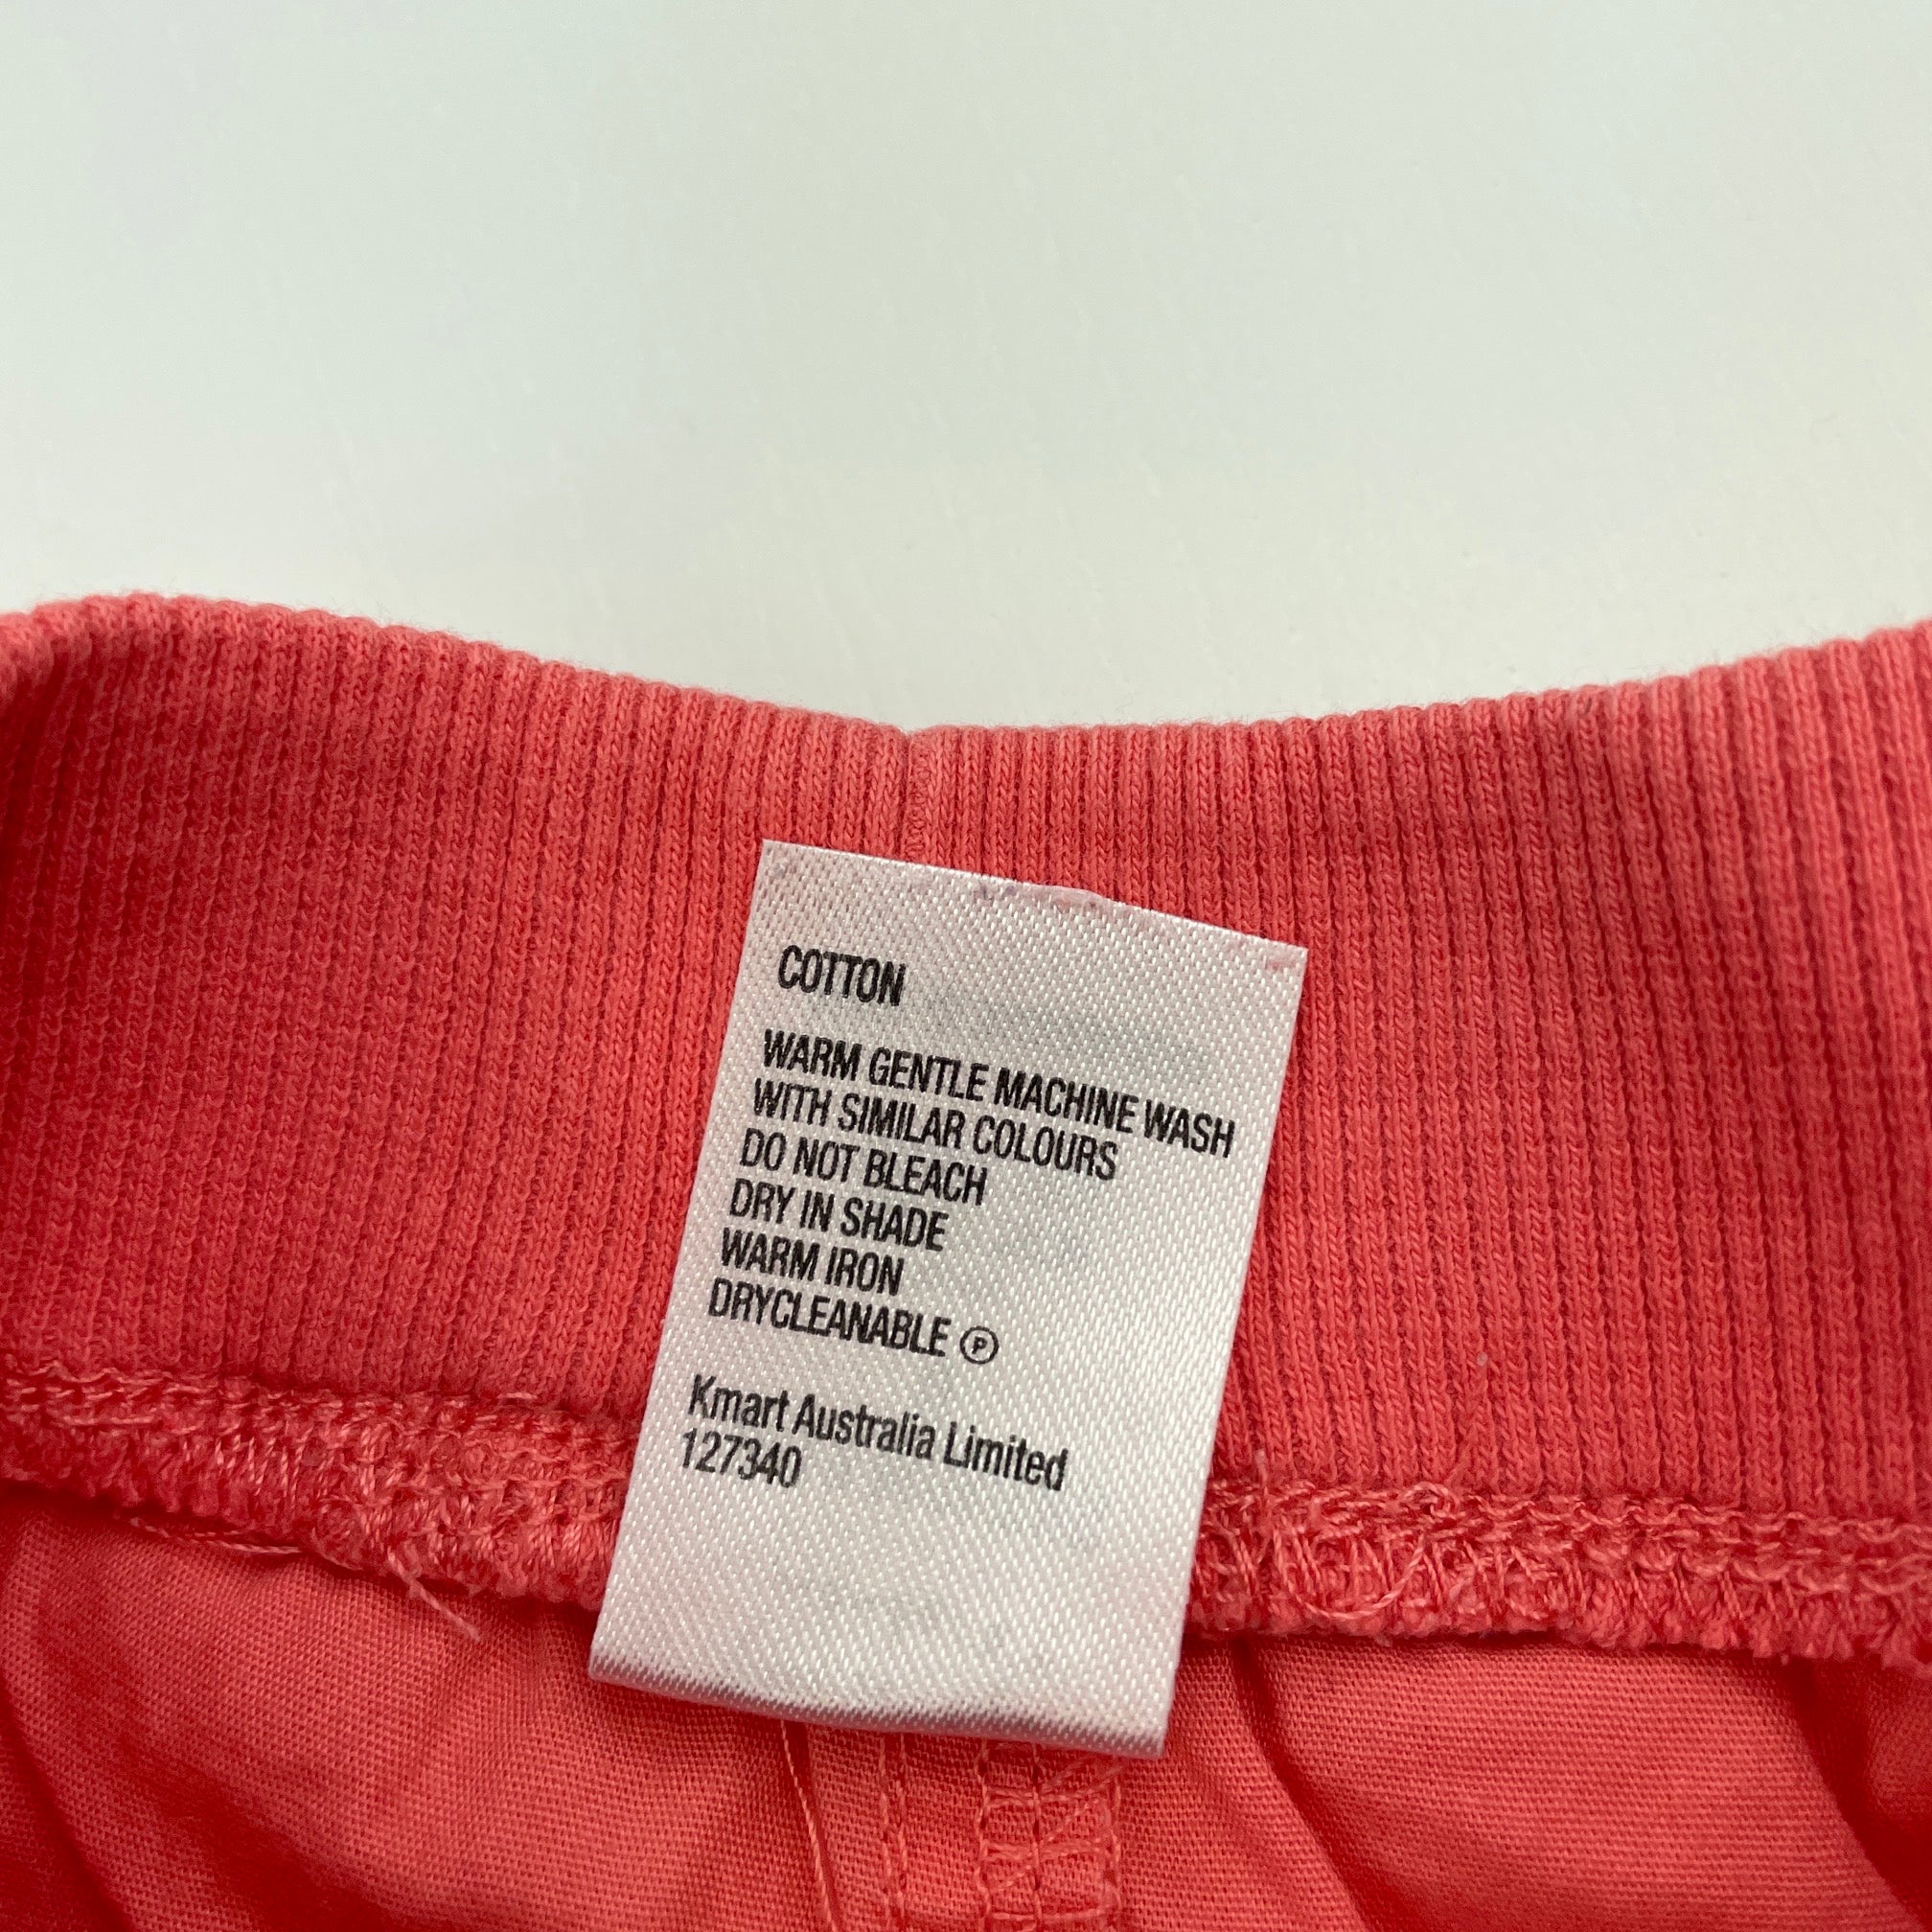 COTTON
WARM GENTLE MACHINE WASH
WITH SIMILAR COLOURS
DO NOT BLEACH
DRY IN SHADE
WARM IRON
DRYCLEANABLE Ⓟ
Kmart Australia Limited
127340